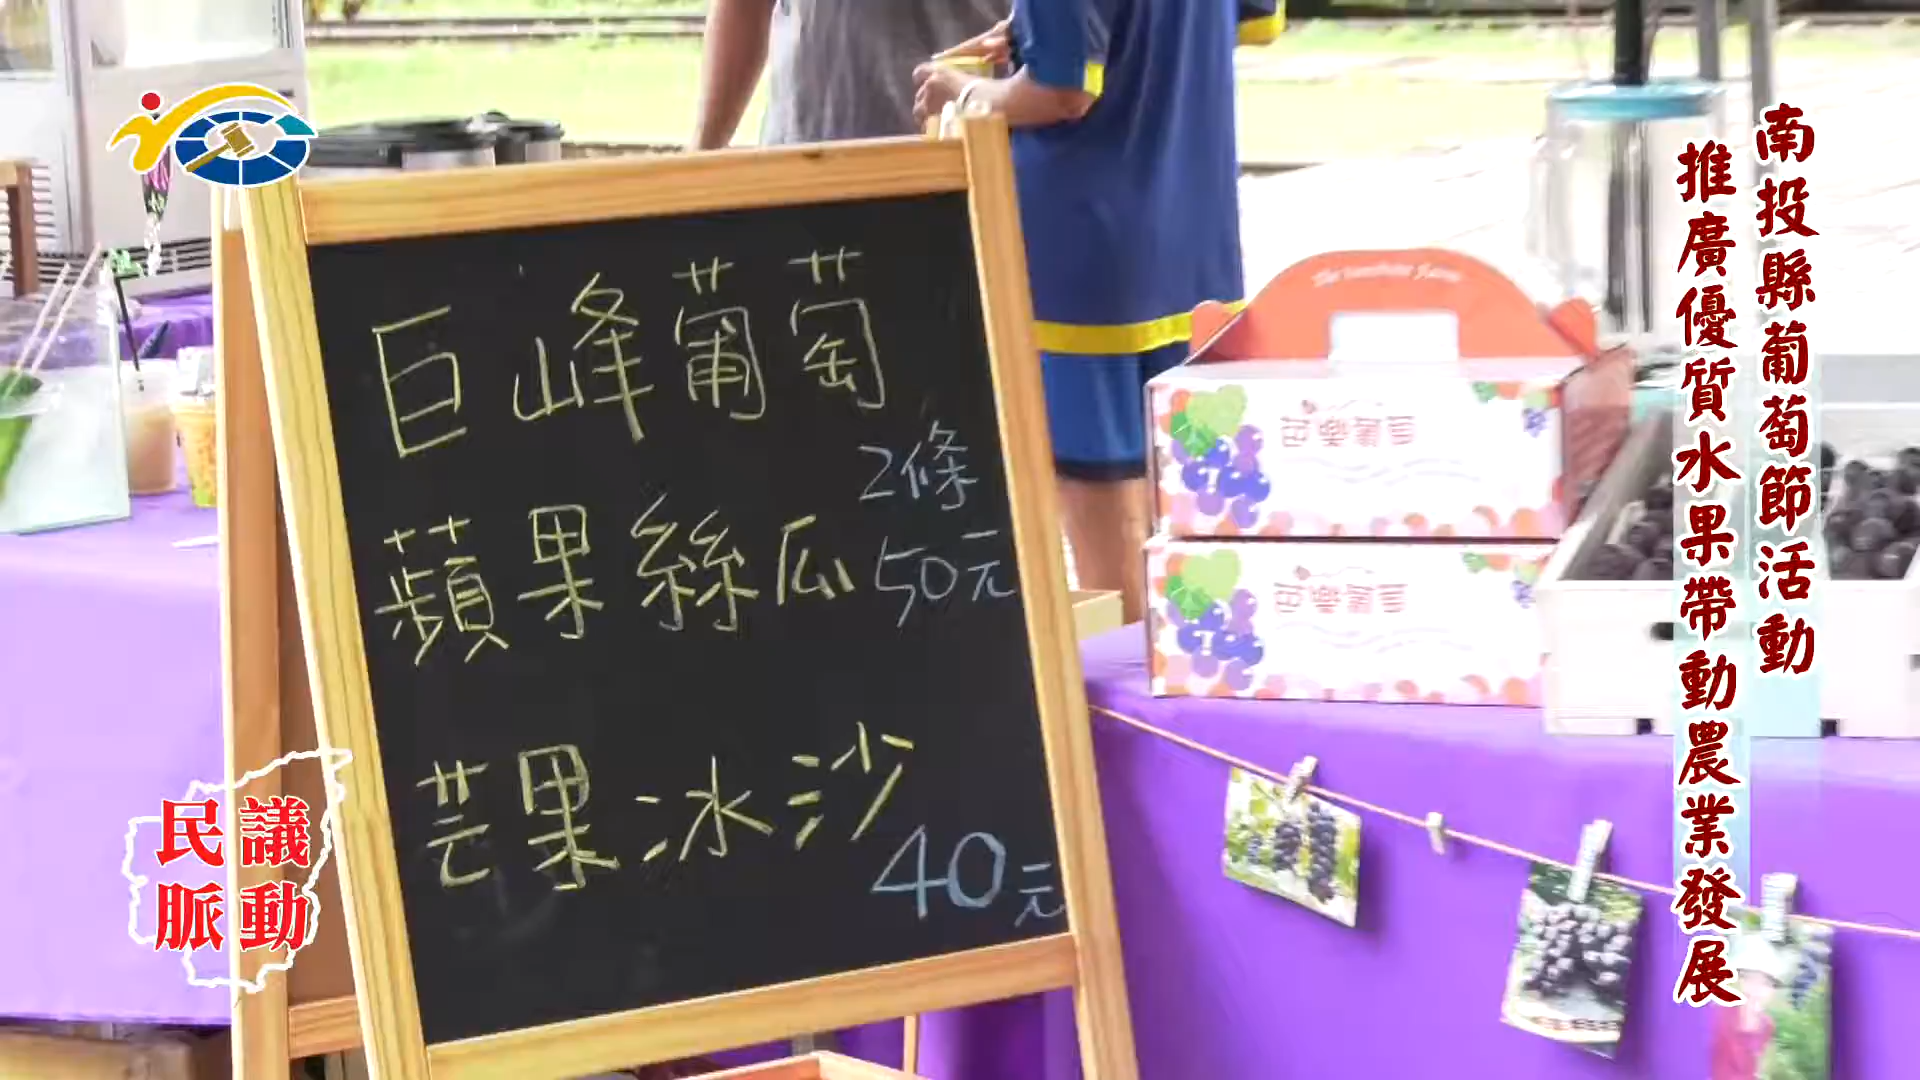 南投縣葡萄節活動
推廣優質水果帶動農業發展
巨峰葡萄
蘋果絲瓜
2條
50元
芒果冰沙
40元
民議
脈動